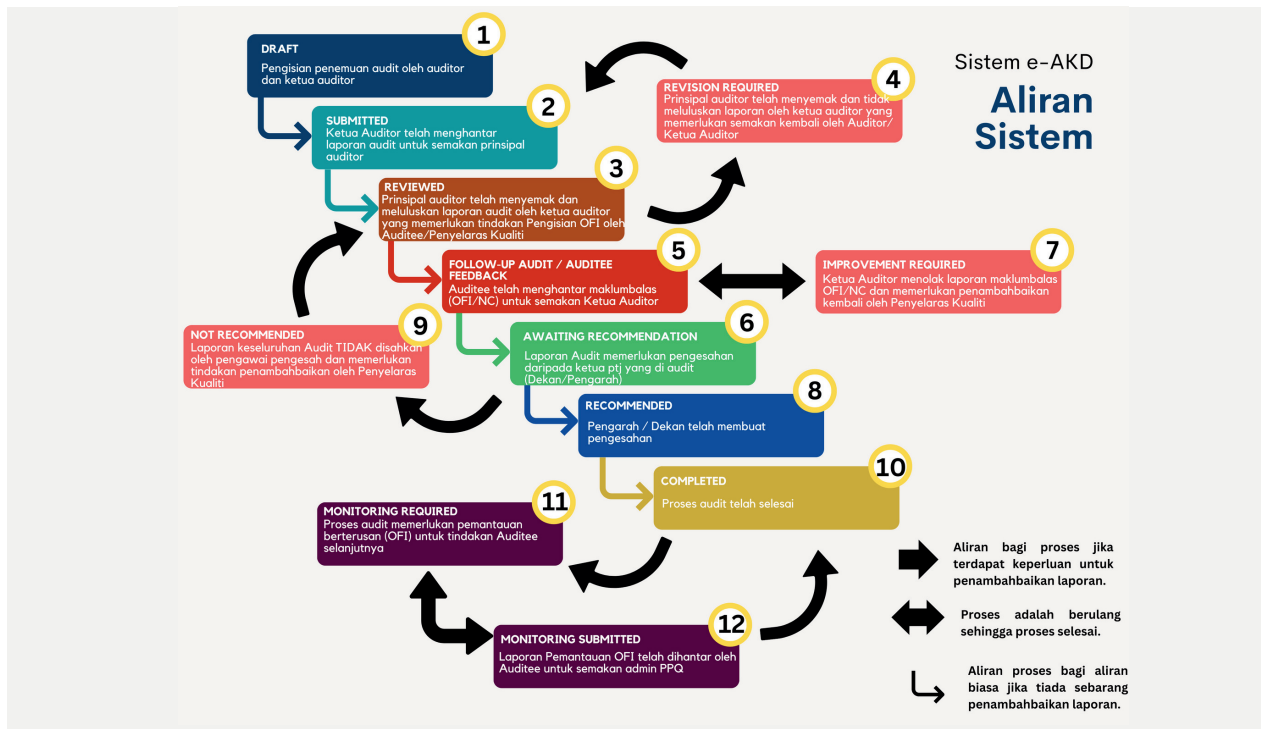 Sistem e-AKD
Aliran
Sistem
1
DRAFT
Pengisian penemuan audit oleh auditor
dan ketua auditor
2
SUBMITTED
Ketua Auditor telah menghantar
laporan audit untuk semakan prinsipal
auditor
3
REVIEWED
Prinsipal auditor telah menyemak dan
meluluskan laporan audit oleh ketua auditor
yang memerlukan tindakan Pengisian OFI oleh
Auditee/Penyelaras Kualiti
4
REVISION REQUIRED
Prinsipal auditor telah menyemak dan tidak
meluluskan laporan oleh ketua auditor yang
memerlukan semakan kembali oleh Auditor/
Ketua Auditor
5
FOLLOW-UP AUDIT / AUDITEE
FEEDBACK
Auditee telah menghantar maklumbalas
(OFI/NC) untuk semakan Ketua Auditor
6
AWAITING RECOMMENDATION
Laporan Audit memerlukan pengesahan
daripada ketua ptj yang di audit
(Dekan/Pengarah)
7
IMPROVEMENT REQUIRED
Ketua Auditor menolak laporan maklumbalas
OFI/NC dan memerlukan penambahbaikan
kembali oleh Penyelaras Kualiti
8
RECOMMENDED
Pengarah / Dekan telah membuat
pengesahan
9
NOT RECOMMENDED
Laporan keseluruhan Audit TIDAK disahkan
oleh pengawai pengesah dan memerlukan
tindakan penambahbaikan oleh Penyelaras
Kualiti
10
COMPLETED
Proses audit telah selesai
11
MONITORING REQUIRED
Proses audit memerlukan pemantauan
berterusan (OFI) untuk tindakan Auditee
selanjutnya
12
MONITORING SUBMITTED
Laporan Pemantauan OFI telah dihantar oleh
Auditee untuk semakan admin PPQ
Aliran bagi proses jika
terdapat keperluan untuk
penambahbaikan laporan.
Proses adalah berulang
sehingga proses selesai.
Aliran proses bagi aliran
biasa jika tiada sebarang
penambahbaikan laporan.